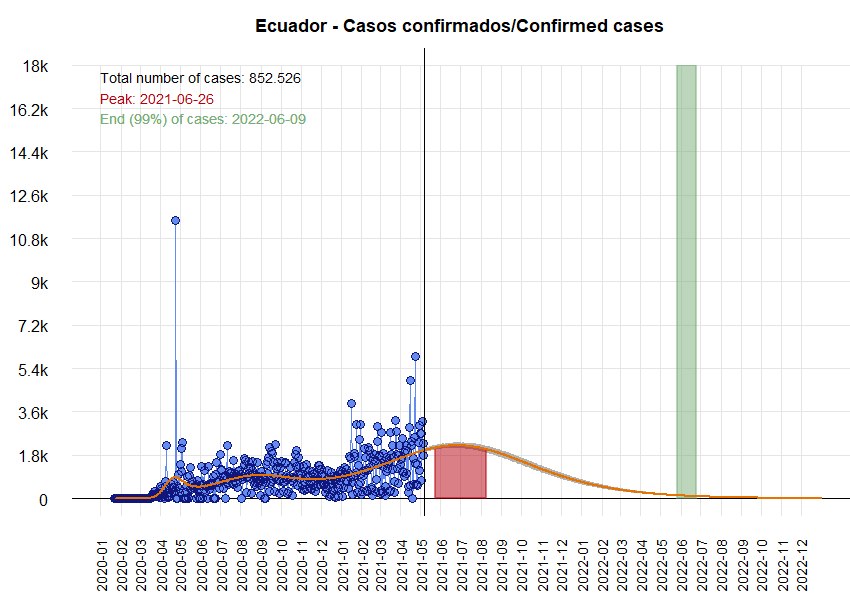 Ecuador - Casos confirmados/Confirmed cases
18k
Total number of cases: 852.526
Peak: 2021-06-26
16.2k
End (99%) of cases: 2022-06-09
14.4k
12.6k
10.8k
9k
7.2k
5.4k
3.6k
1.8k
0
2020-01
2020-02
2020-03
2020-04
2020-05
2020-06
2020-07
2020-08
2020-09
2020-10
2020-11
2020-12
2021-01
2021-02
2021-03
2021-04
2021-05
2021-06
2021-07
2021-08
2021-09
2021-10
2021-11
2021-12
2022-01
2022-02
2022-03
2022-04
2022-05
2022-06
2022-07
2022-08
2022-09
2022-10
2022-11
2022-12